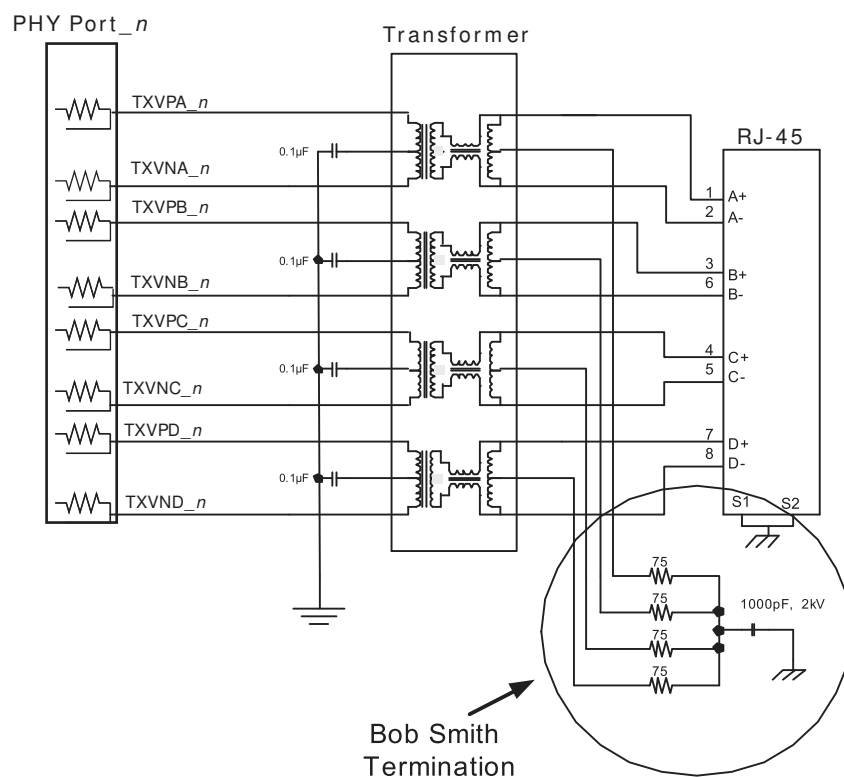 PHY Port_n
Transformer
TXVPA_n
RJ-45
0.1µF
TXVNA_n
1
A+
2
A-
TXVPB_n
0.1µF
3
B+
6
B-
TXVNB_n
TXVPC_n
4
C+
0.1µF
5
C-
TXVNC_n
TXVPD_n
7
D+
8
D-
0.1µF
TXVND_n
S1
S2
75
75
1000pF, 2kV
75
75
Bob Smith
Termination